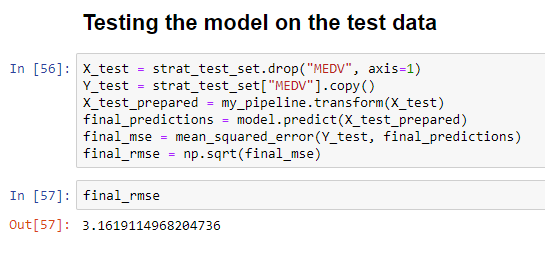 Testing the model on the test data
In [56]: X_test = strat_test_set.drop("MEDV", axis=1)
Y_test = strat_test_set["MEDV"].copy()
X_test_prepared = my_pipeline.transform(X_test)
final_predictions = model.predict(X_test_prepared)
final_mse = mean_squared_error(Y_test, final_predictions)
final_rmse = np.sqrt(final_mse)
In [57]: final_rmse
Out[57]: 3.1619114968204736